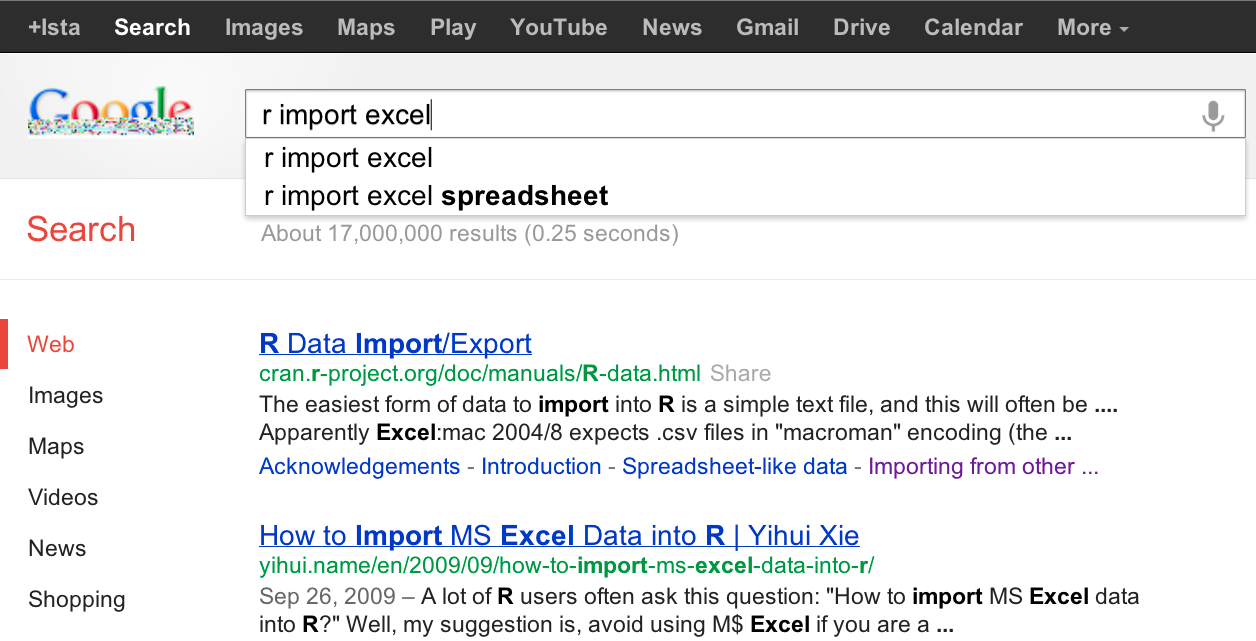 +Ista Search Images Maps Play YouTube News Gmail Drive Calendar More
Google
r import excel
r import excel
r import excel spreadsheet
Search
About 17,000,000 results (0.25 seconds)
Web
Images
Maps
Videos
News
Shopping
R Data Import/Export
cran.r-project.org/doc/manuals/R-data.html Share
The easiest form of data to import into R is a simple text file, and this will often be ....
Apparently Excel:mac 2004/8 expects .csv files in "macroman" encoding (the ...
Acknowledgements - Introduction - Spreadsheet-like data - Importing from other ...
How to Import MS Excel Data into R | Yihui Xie
yihui.name/en/2009/09/how-to-import-ms-excel-data-into-r/
Sep 26, 2009 – A lot of R users often ask this question: "How to import MS Excel data
into R?" Well, my suggestion is, avoid using M$ Excel if you are a ...